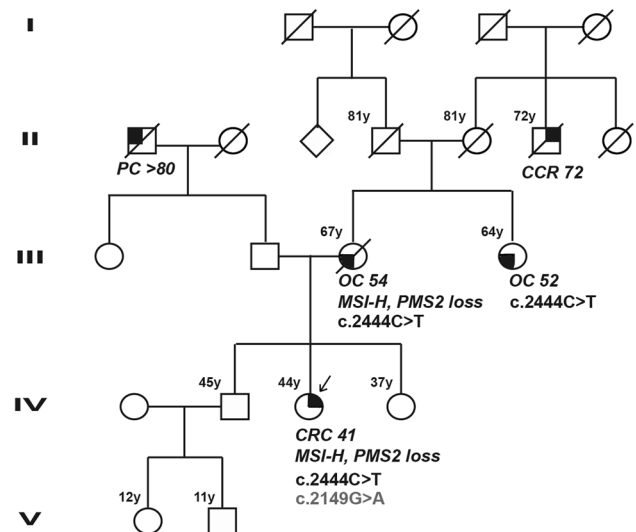 I
II
81y
81y
72y
PC >80
CCR 72
III
67y
64y
OC 54
MSI-H, PMS2 loss
c.2444C>T
OC 52
c.2444C>T
IV
45y
44y
37y
CRC 41
MSI-H, PMS2 loss
c.2444C>T
c.2149G>A
V
12y
11y